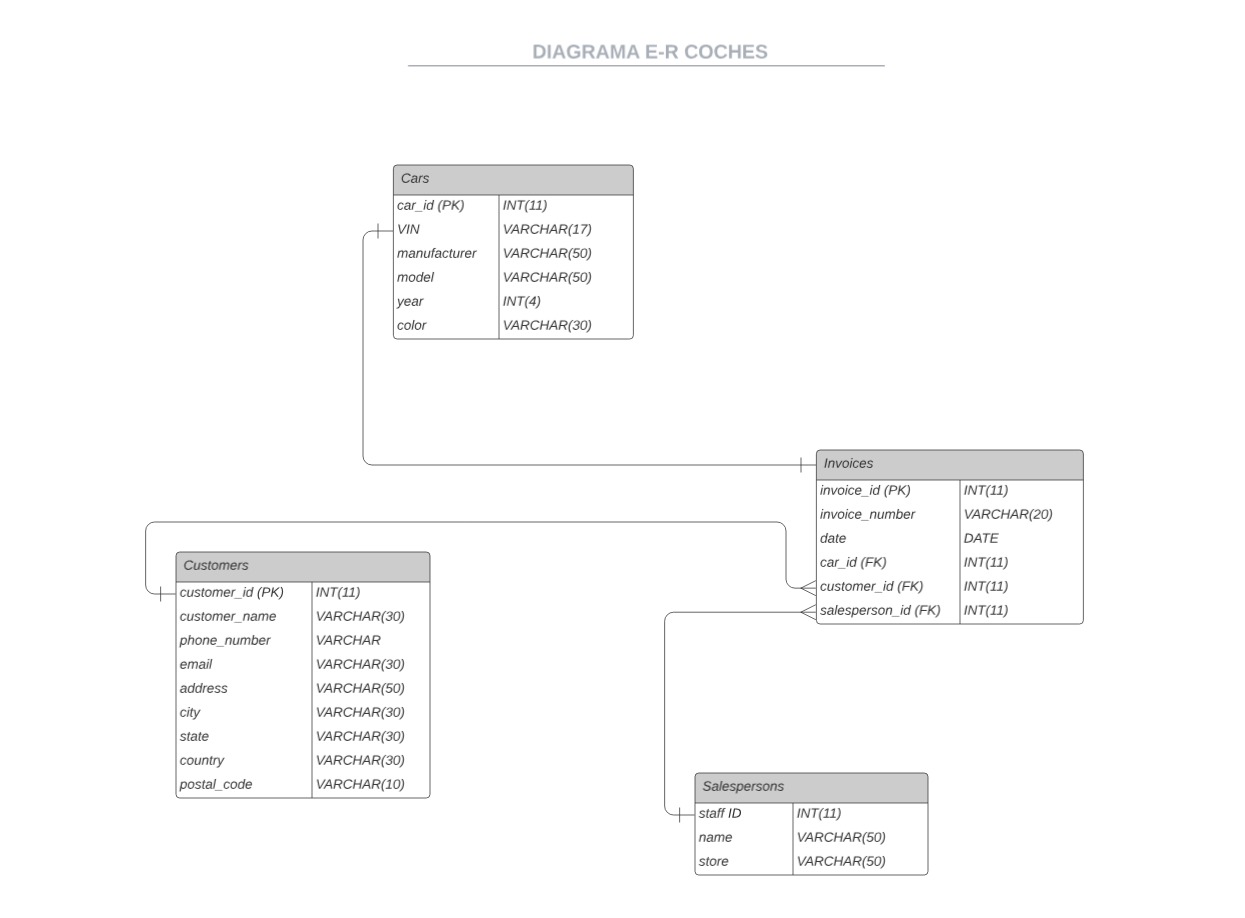 DIAGRAMA E-R COCHES
Cars
car_id (PK) INT(11)
VIN VARCHAR(17)
manufacturer VARCHAR(50)
model VARCHAR(50)
year INT(4)
color VARCHAR(30)
Invoices
invoice_id (PK) INT(11)
invoice_number VARCHAR(20)
date DATE
car_id (FK) INT(11)
customer_id (FK) INT(11)
salesperson_id (FK) INT(11)
Customers
customer_id (PK) INT(11)
customer_name VARCHAR(30)
phone_number VARCHAR
email VARCHAR(30)
address VARCHAR(50)
city VARCHAR(30)
state VARCHAR(30)
country VARCHAR(30)
postal_code VARCHAR(10)
Salespersons
staff ID INT(11)
name VARCHAR(50)
store VARCHAR(50)